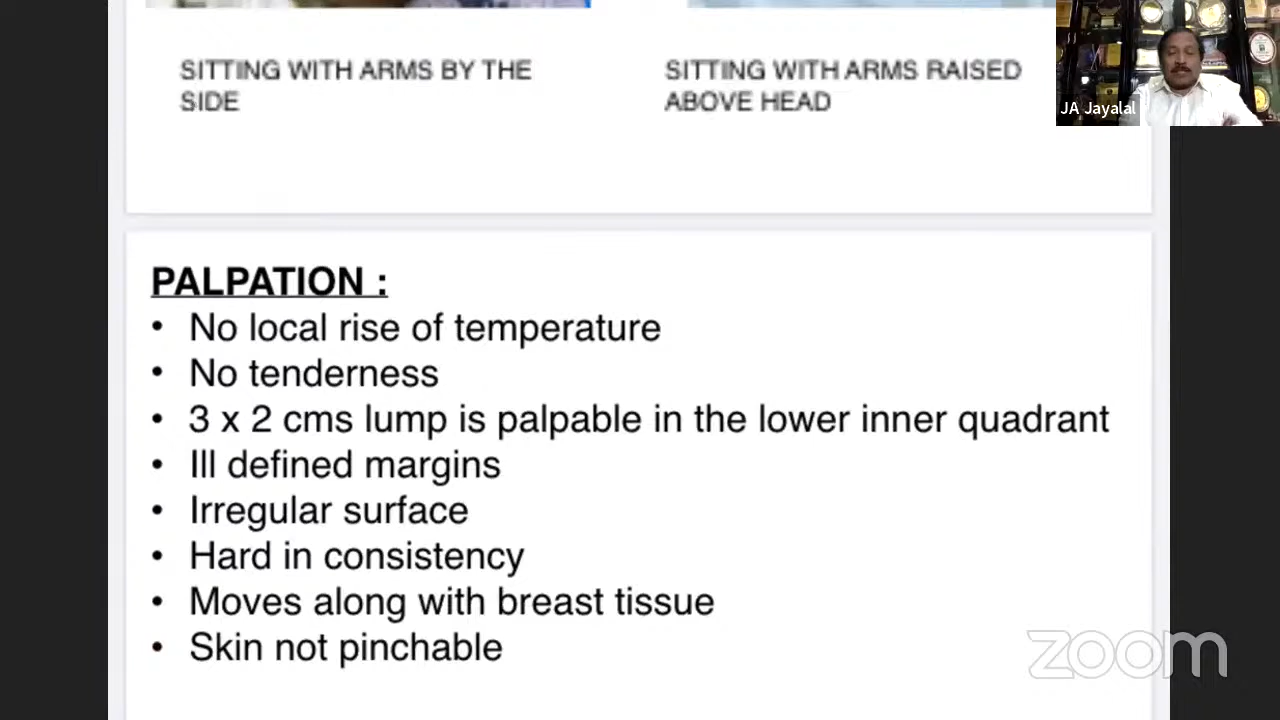 SITTING WITH ARMS BY THE
SIDE
SITTING WITH ARMS RAISED
ABOVE HEAD
JA Jayalal
PALPATION :
• No local rise of temperature
• No tenderness
• 3 x 2 cms lump is palpable in the lower inner quadrant
• Ill defined margins
• Irregular surface
• Hard in consistency
• Moves along with breast tissue
• Skin not pinchable
zoom